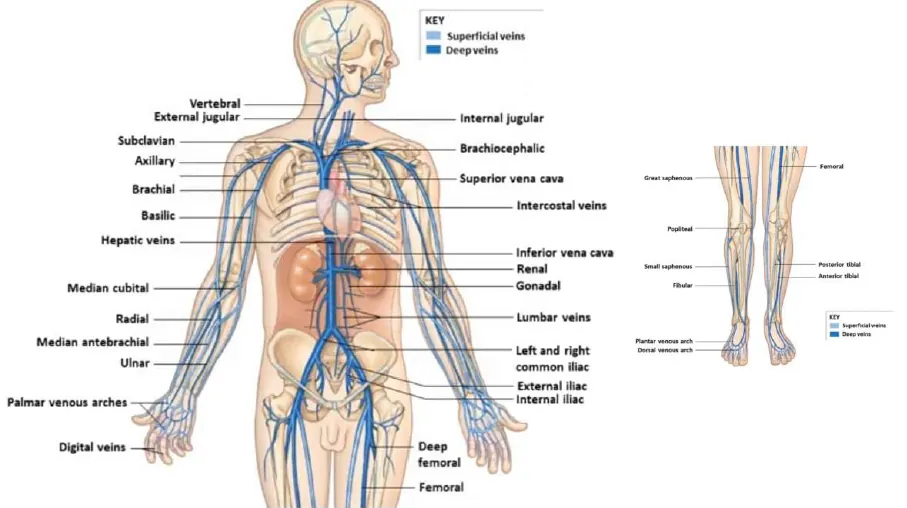 KEY
Superficial veins
Deep veins
Vertebral
External jugular
Subclavian
Axillary
Brachial
Basilic
Hepatic veins
Median cubital
Radial
Median antebrachial
Ulnar
Palmar venous arches
Digital veins
Internal jugular
Brachiocephalic
Superior vena cava
Intercostal veins
Inferior vena cava
Renal
Gonadal
Lumbar veins
Left and right
common iliac
External iliac
Internal iliac
Deep
femoral
Femoral
Great saphenous
Popliteal
Small saphenous
Fibular
Plantar venous arch
Dorsal venous arch
Femoral
Posterior tibial
Anterior tibial
KEY
Superficial veins
Deep veins